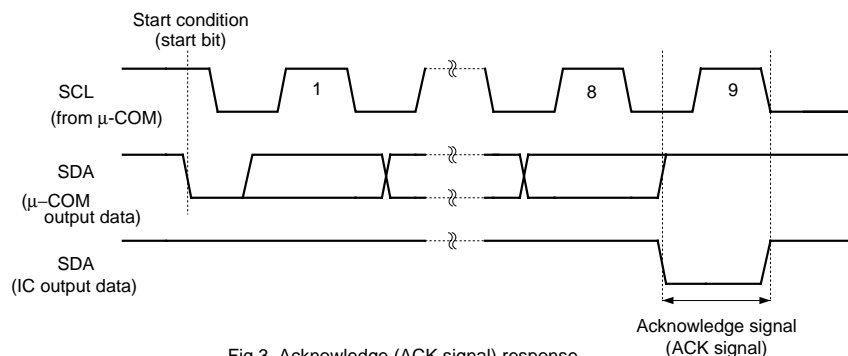 Start condition
(start bit)
SCL
(from μ-COM)
1
8
9
SDA
(μ–COM
output data)
SDA
(IC output data)
Acknowledge signal
(ACK signal)
Fig.3 Acknowledge (ACK signal) response